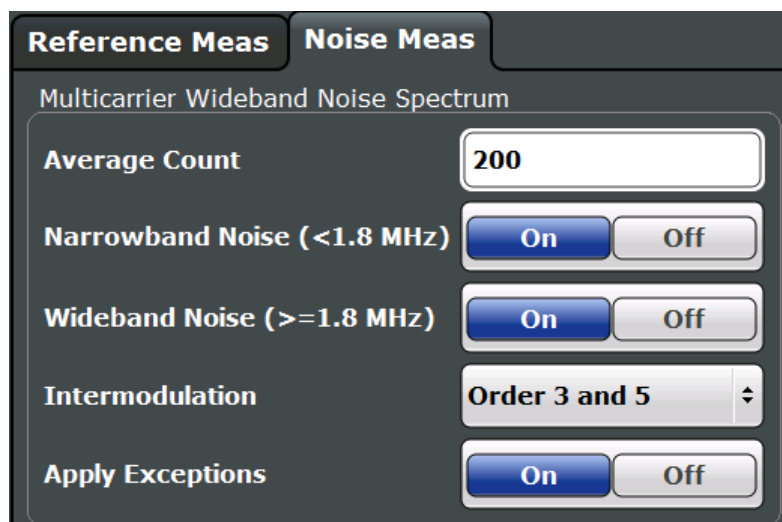 Reference Meas Noise Meas
Multicarrier Wideband Noise Spectrum
Average Count 200
Narrowband Noise (<1.8 MHz) On Off
Wideband Noise (>=1.8 MHz) On Off
Intermodulation Order 3 and 5
Apply Exceptions On Off